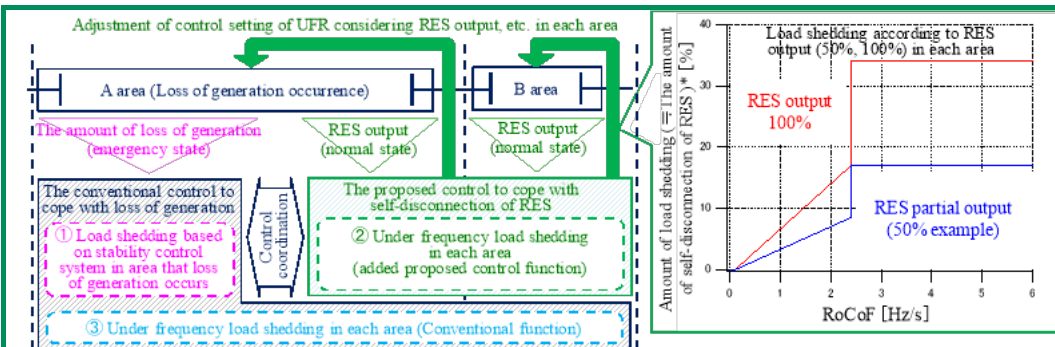 Adjustment of control setting of UFR considering RES output, etc. in each area
A area (Loss of generation occurrence)
B area
The amount of loss of generation
(emergency state)
RES output
(normal state)
RES output
(normal state)
The conventional control to
cope with loss of generation
① Load shedding based
on stability control
system in area that loss
of generation occurs
Control
coordination
The proposed control to cope with
self-disconnection of RES
② Under frequency load shedding
in each area
(added proposed control function)
③ Under frequency load shedding in each area (Conventional function)
Amount of load shedding (≒The amount
of self-disconnection of RES)* [%]
40
30
20
10
0
Load shedding according to RES
output (50%, 100%) in each area
RES output
100%
RES partial output
(50% example)
0 1 2 3 4 5 6
RoCoF [Hz/s]